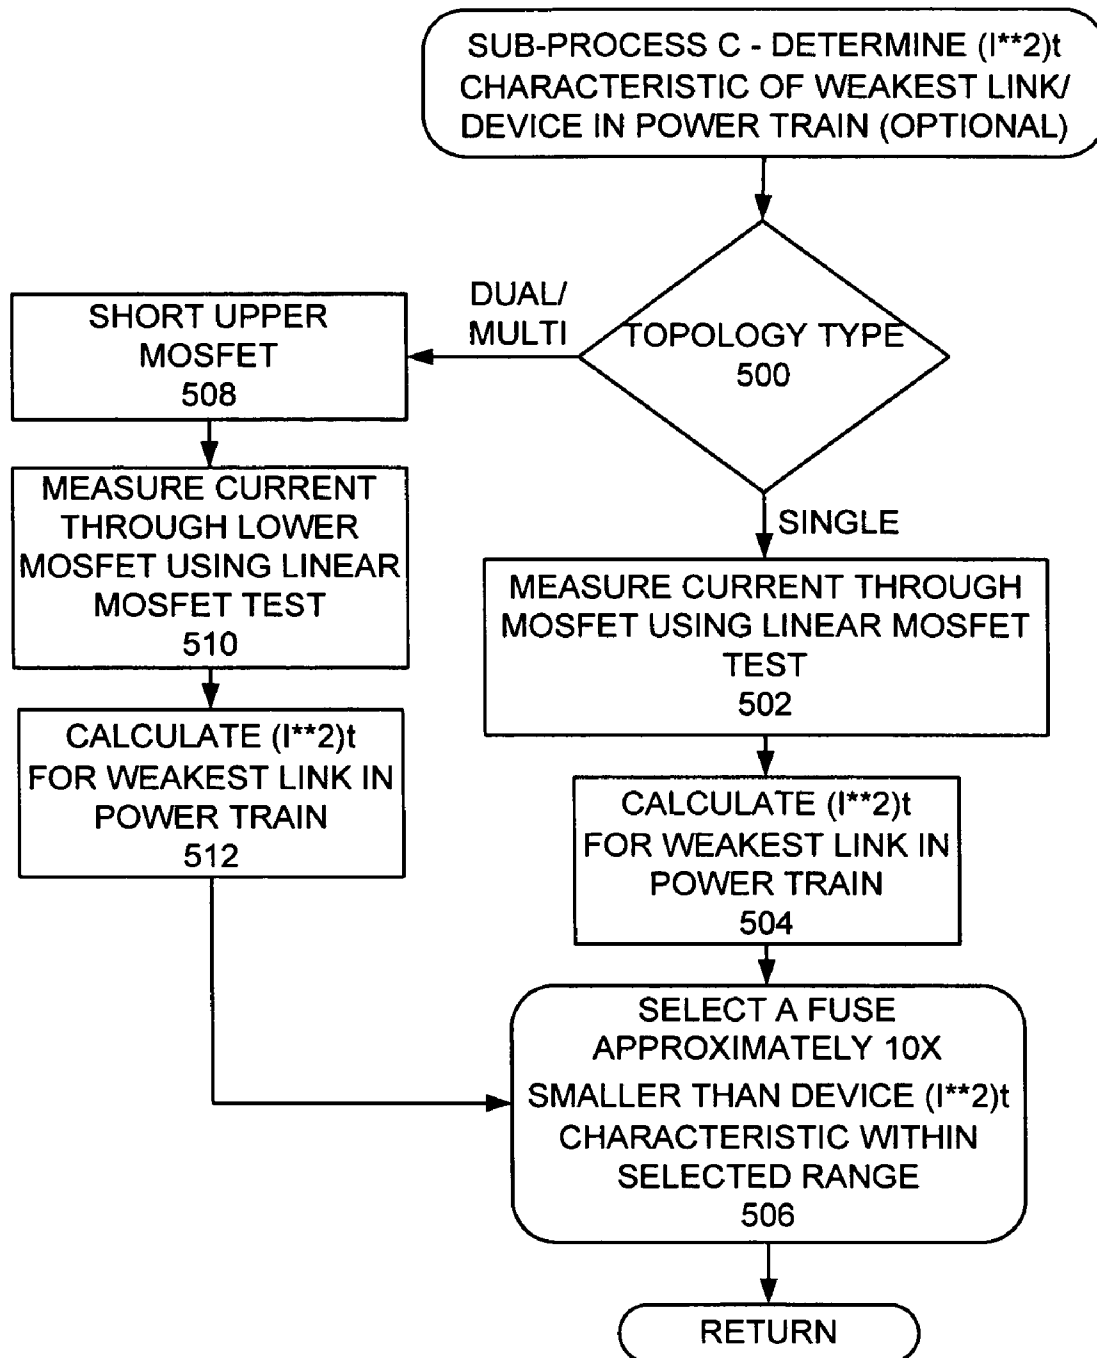 SUB-PROCESS C - DETERMINE (I**2)t
CHARACTERISTIC OF WEAKEST LINK/
DEVICE IN POWER TRAIN (OPTIONAL)
TOPOLOGY TYPE
500
DUAL/
MULTI
SHORT UPPER
MOSFET
508
MEASURE CURRENT
THROUGH LOWER
MOSFET USING LINEAR
MOSFET TEST
510
CALCULATE (I**2)t
FOR WEAKEST LINK IN
POWER TRAIN
512
SINGLE
MEASURE CURRENT THROUGH
MOSFET USING LINEAR MOSFET
TEST
502
CALCULATE (I**2)t
FOR WEAKEST LINK IN
POWER TRAIN
504
SELECT A FUSE
APPROXIMATELY 10X
SMALLER THAN DEVICE (I**2)t
CHARACTERISTIC WITHIN
SELECTED RANGE
506
RETURN